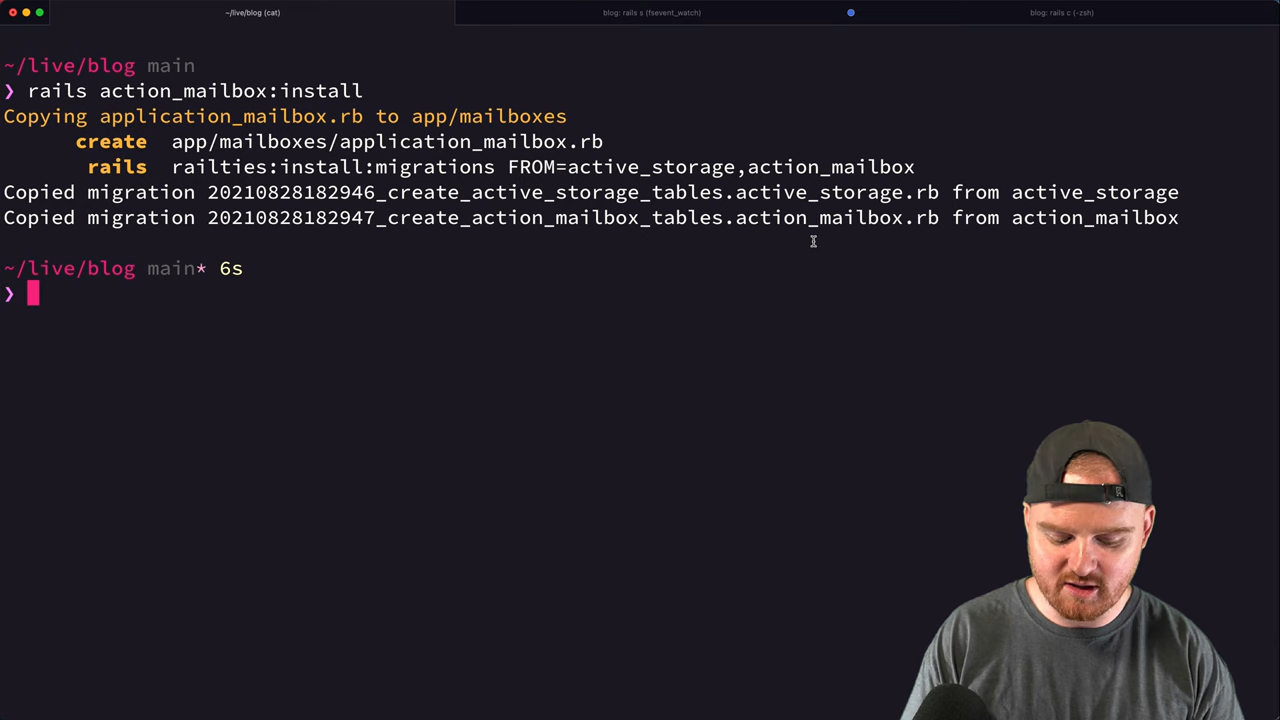 ~/live/blog (cat)
blog: rails s (fsevent_watch)
blog: rails c (-zsh)
~/live/blog main
❯ rails action_mailbox:install
Copying application_mailbox.rb to app/mailboxes
create app/mailboxes/application_mailbox.rb
rails railties:install:migrations FROM=active_storage,action_mailbox
Copied migration 20210828182946_create_active_storage_tables.active_storage.rb from active_storage
Copied migration 20210828182947_create_action_mailbox_tables.action_mailbox.rb from action_mailbox
~/live/blog main* 6s
❯